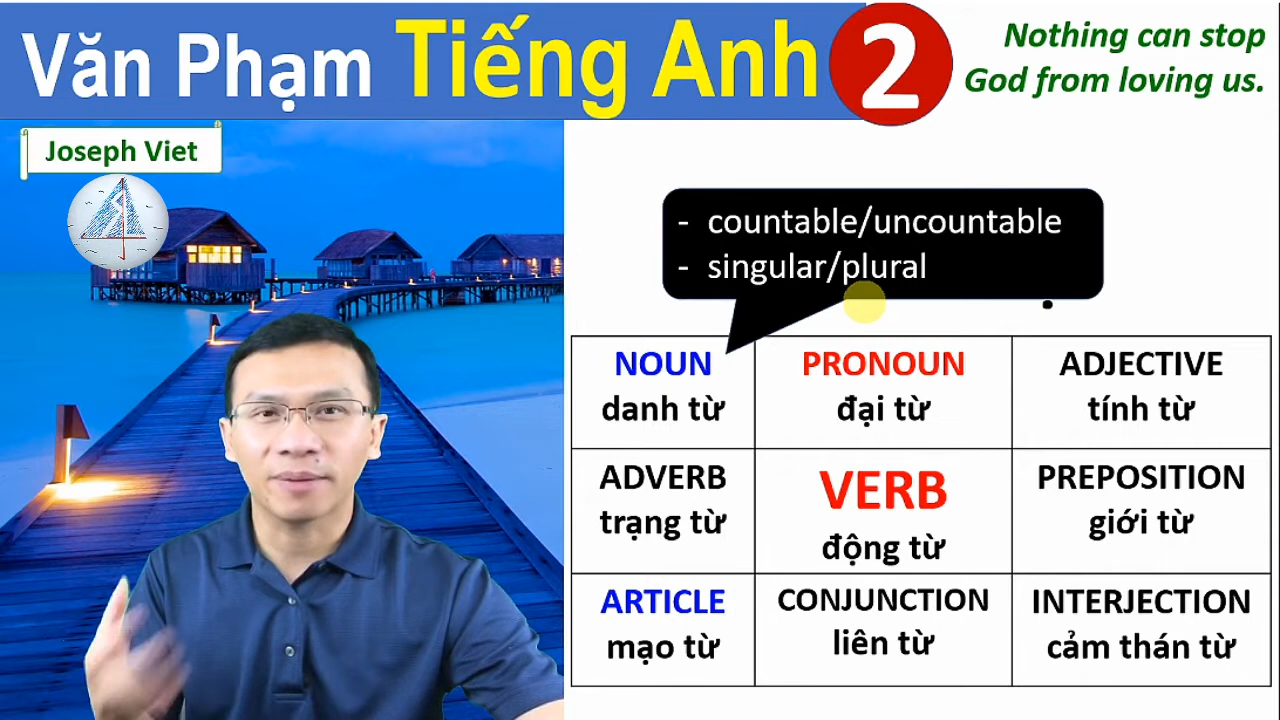 Văn Phạm Tiếng Anh 2
Nothing can stop
God from loving us.
Joseph Viet
- countable/uncountable
- singular/plural
NOUN
danh từ
PRONOUN
đại từ
ADJECTIVE
tính từ
ADVERB
trạng từ
VERB
động từ
PREPOSITION
giới từ
ARTICLE
mạo từ
CONJUNCTION
liên từ
INTERJECTION
cảm thán từ